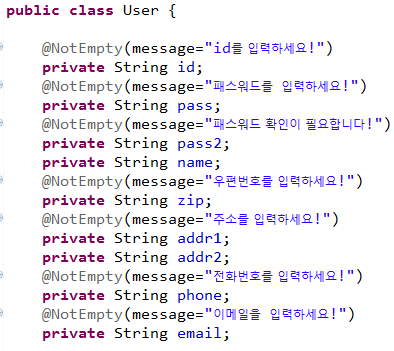 public class User {
@NotEmpty(message="id를 입력하세요!")
private String id;
@NotEmpty(message="패스워드를 입력하세요!")
private String pass;
@NotEmpty(message="패스워드 확인이 필요합니다!")
private String pass2;
private String name;
@NotEmpty(message="우편번호를 입력하세요!")
private String zip;
@NotEmpty(message="주소를 입력하세요!")
private String addr1;
private String addr2;
@NotEmpty(message="전화번호를 입력하세요!")
private String phone;
@NotEmpty(message="이메일을 입력하세요!")
private String email;